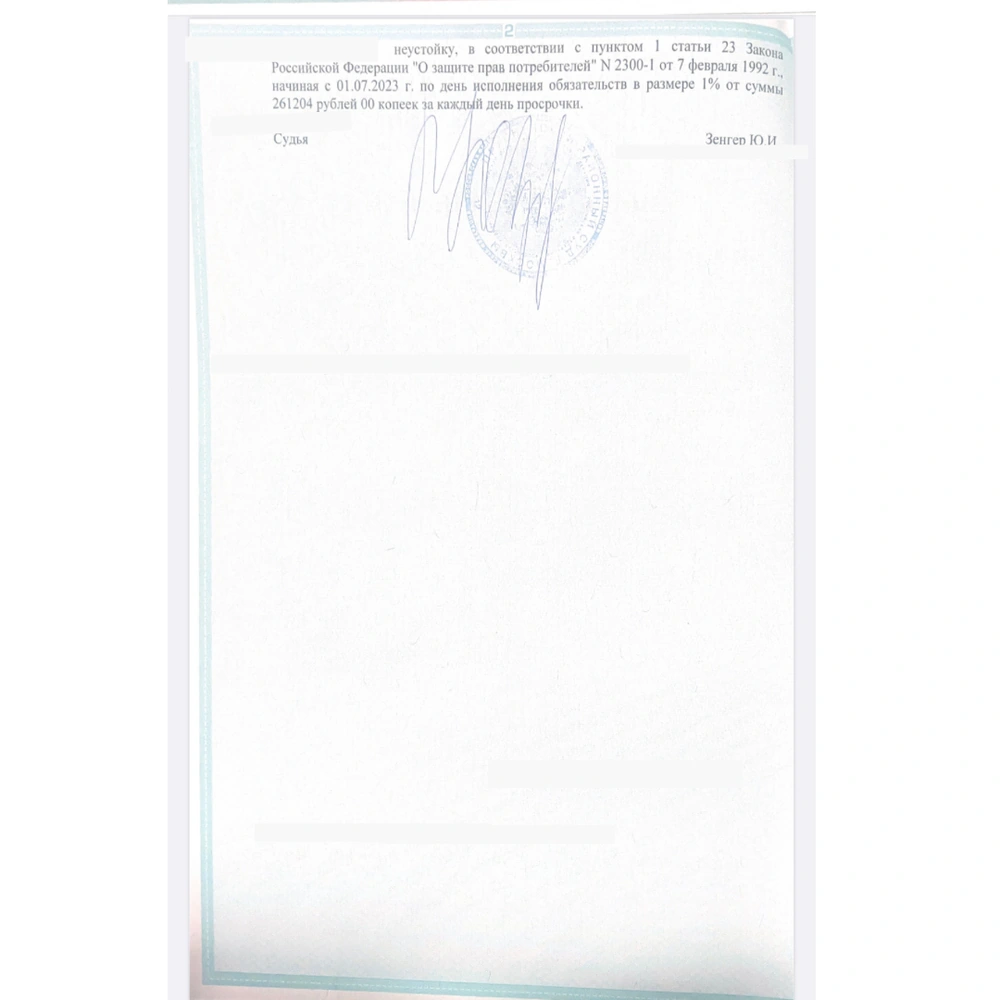 2
неустойку, в соответствии с пунктом 1 статьи 23 Закона
Российской Федерации "О защите прав потребителей" N 2300-1 от 7 февраля 1992 г.,
начиная с 01.07.2023 г. по день исполнения обязательств в размере 1% от суммы
261204 рублей 00 копеек за каждый день просрочки.
Судья Зенгер Ю.И.
РАЙОННЫЙ СУД